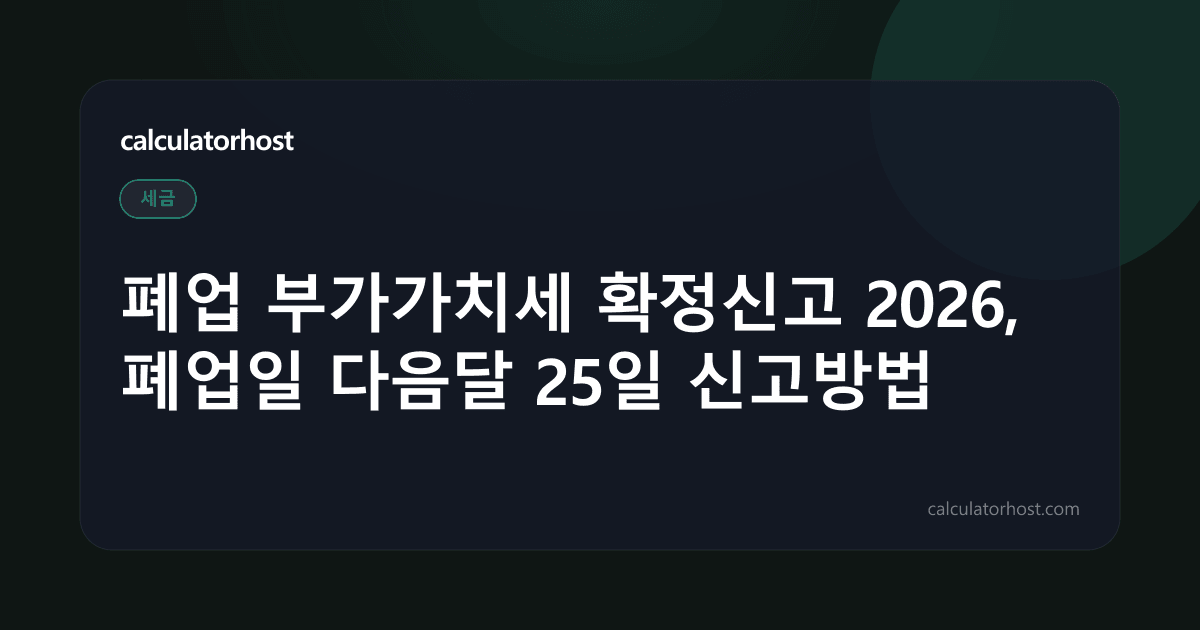 calculatorhost
세금
폐업 부가가치세 확정신고 2026,
폐업일 다음달 25일 신고방법
calculatorhost.com